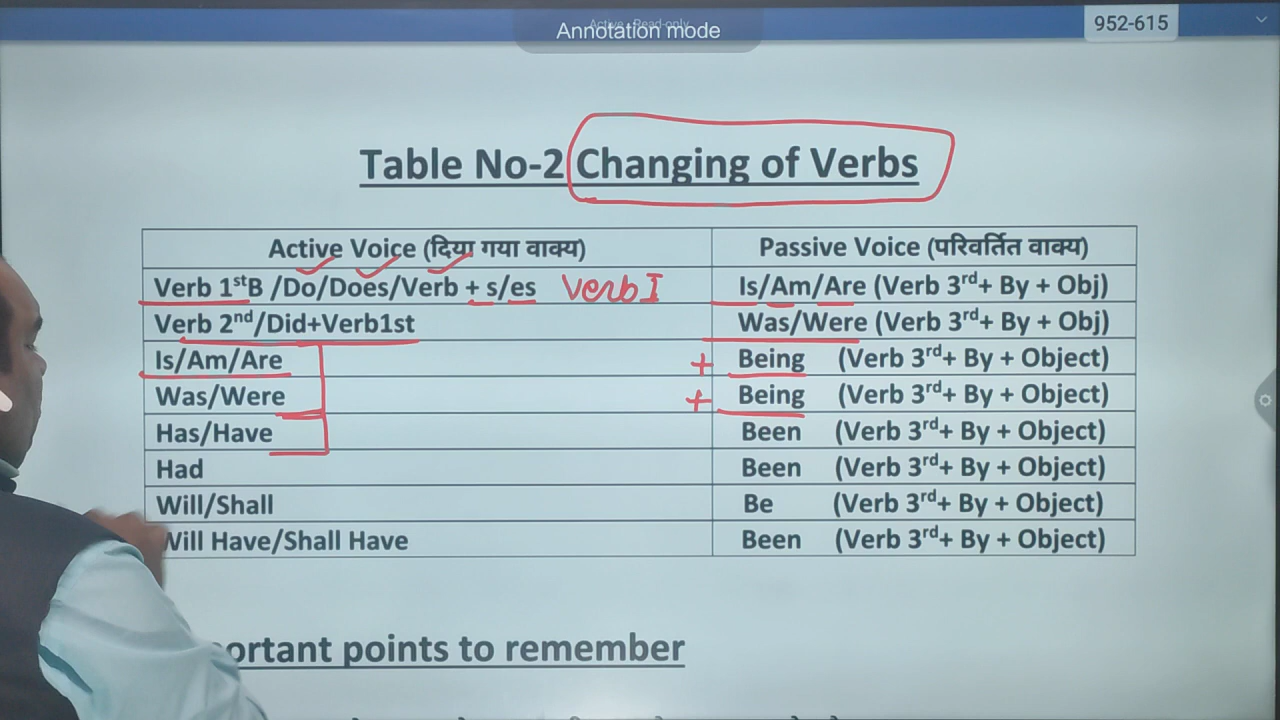 Active Read-only
Annotation mode
952-615
Table No-2 Changing of Verbs
Active Voice (दिया गया वाक्य) Passive Voice (परिवर्तित वाक्य)
Verb 1stB /Do/Does/Verb + s/es Verb I Is/Am/Are (Verb 3rd+ By + Obj)
Verb 2nd/Did+Verb1st Was/Were (Verb 3rd+ By + Obj)
Is/Am/Are + Being (Verb 3rd+ By + Object)
Was/Were + Being (Verb 3rd+ By + Object)
Has/Have Been (Verb 3rd+ By + Object)
Had Been (Verb 3rd+ By + Object)
Will/Shall Be (Verb 3rd+ By + Object)
Will Have/Shall Have Been (Verb 3rd+ By + Object)
portant points to remember